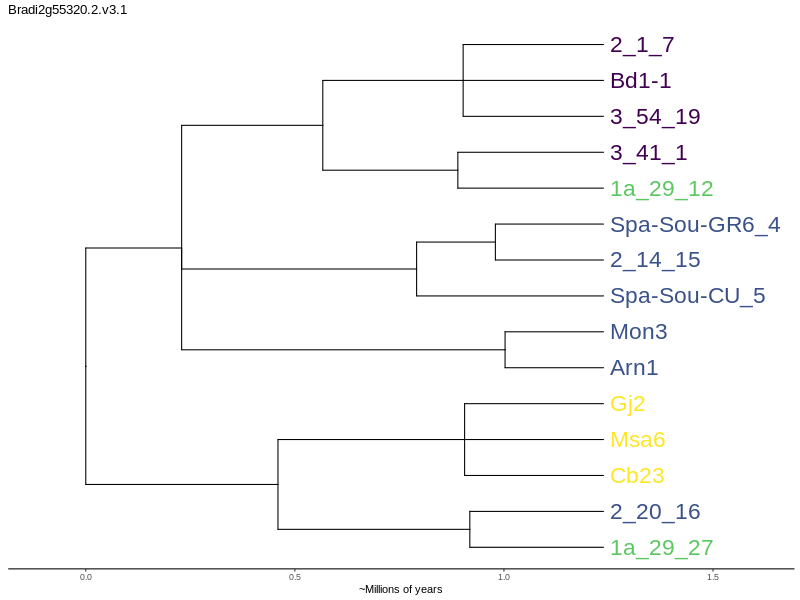 Bradi2g55320.2.v3.1
2_1_7
Bd1-1
3_54_19
3_41_1
1a_29_12
Spa-Sou-GR6_4
2_14_15
Spa-Sou-CU_5
Mon3
Arn1
Gj2
Msa6
Cb23
2_20_16
1a_29_27
0.0 0.5 1.0 1.5
~Millions of years